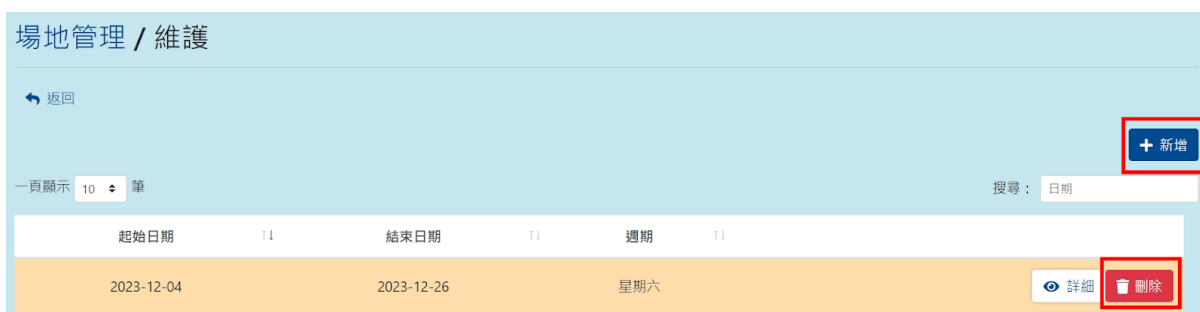 場地管理 / 維護
返回
新增
一頁顯示 10 筆 搜尋： 日期
起始日期 結束日期 週期
2023-12-04 2023-12-26 星期六 詳細 刪除